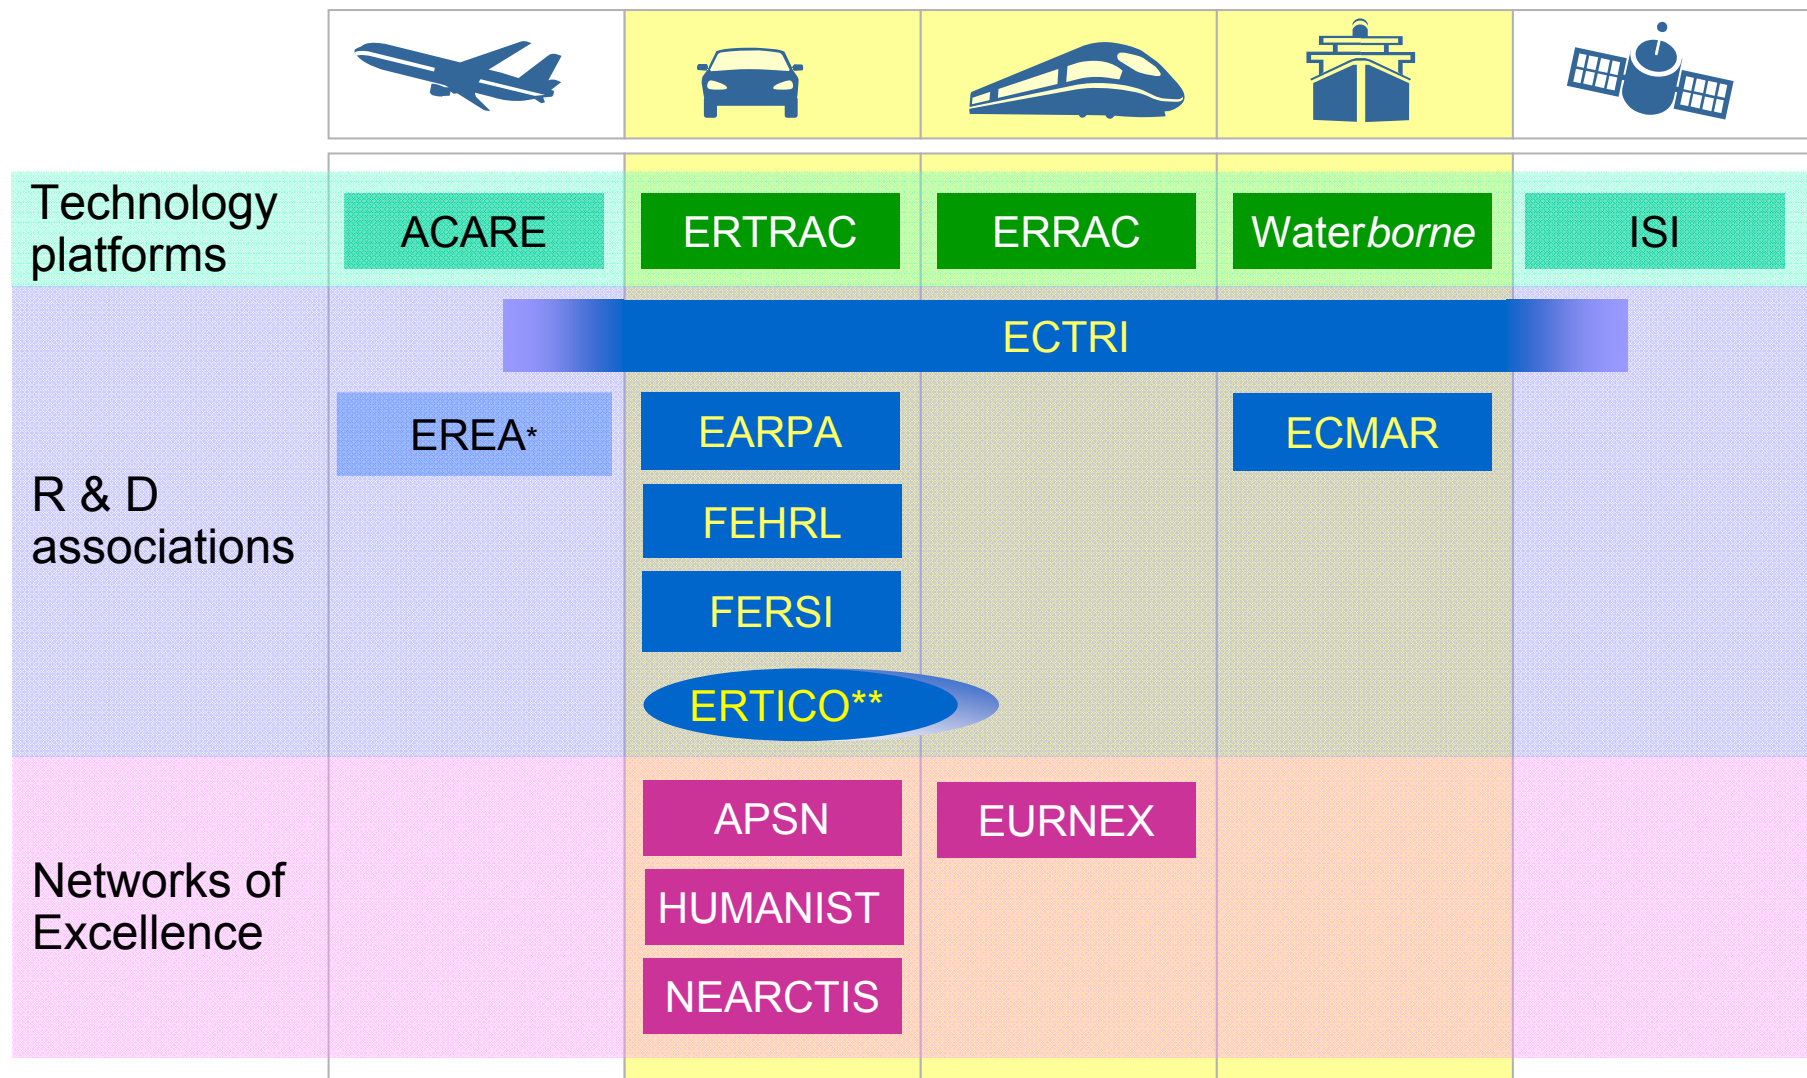 Technology
platforms
ACARE
ERTRAC
ERRAC
Waterborne
ISI
ECTRI
R & D
associations
EREA*
EARPA
ECMAR
FEHRL
FERSI
ERTICO**
Networks of
Excellence
APSN
EURNEX
HUMANIST
NEARCTIS